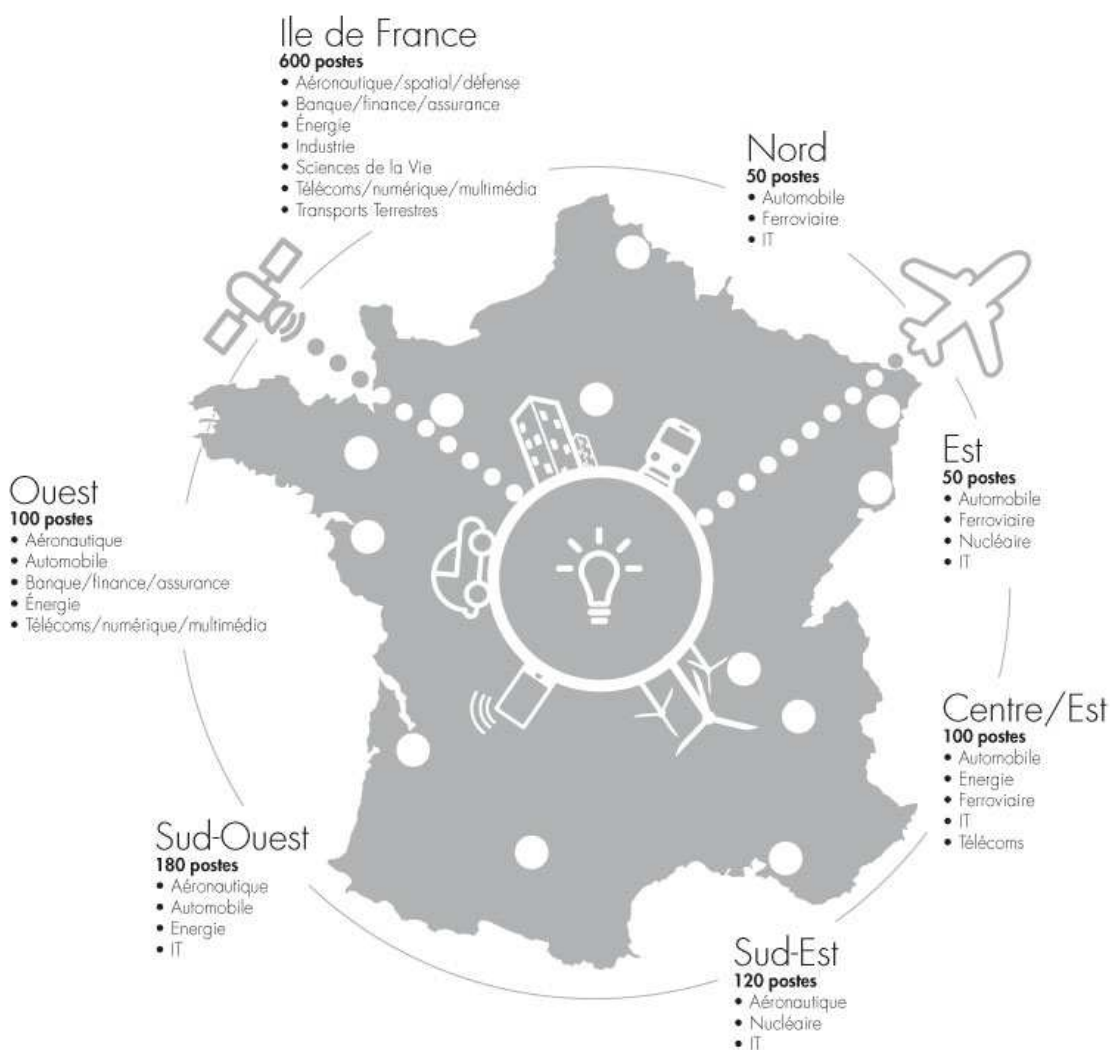 Ile de France
600 postes
• Aéronautique/spatial/défense
• Banque/finance/assurance
• Énergie
• Industrie
• Sciences de la Vie
• Télécoms/numérique/multimédia
• Transports Terrestres
Nord
50 postes
• Automobile
• Ferroviaire
• IT
Est
50 postes
• Automobile
• Ferroviaire
• Nucléaire
• IT
Ouest
100 postes
• Aéronautique
• Automobile
• Banque/finance/assurance
• Énergie
• Télécoms/numérique/multimédia
Centre/Est
100 postes
• Automobile
• Energie
• Ferroviaire
• IT
• Télécoms
Sud-Ouest
180 postes
• Aéronautique
• Automobile
• Energie
• IT
Sud-Est
120 postes
• Aéronautique
• Nucléaire
• IT